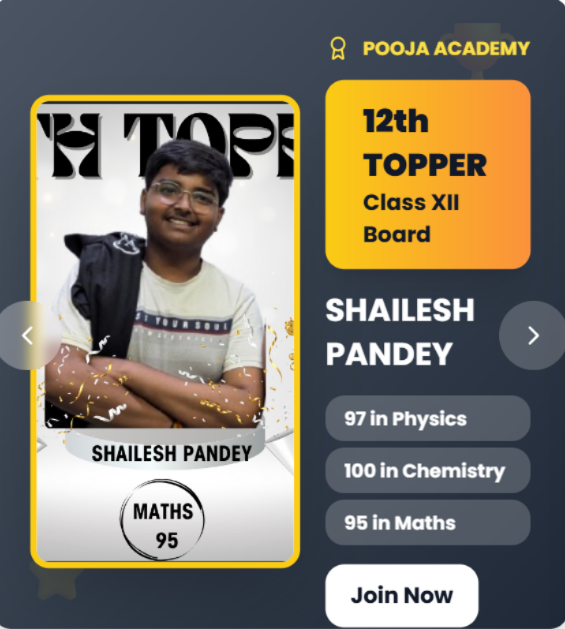 POOJA ACADEMY
12th
TOPPER
Class XII
Board
SHAILESH
PANDEY
97 in Physics
100 in Chemistry
95 in Maths
Join Now
SHAILESH PANDEY
MATHS
95